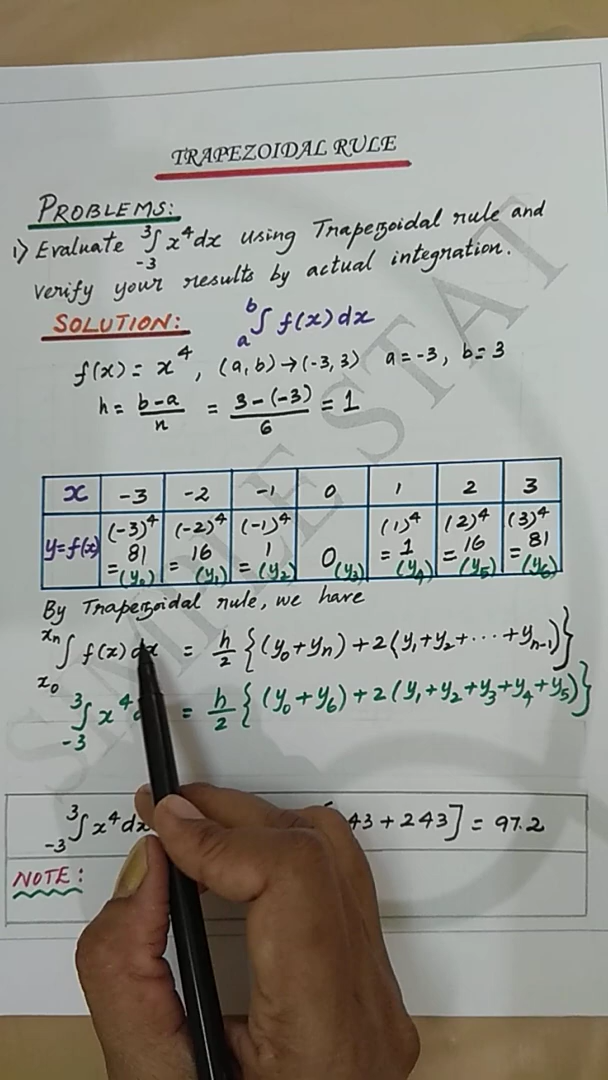 TRAPEZOIDAL RULE
PROBLEMS:
1) Evaluate ₋₃∫³ x⁴dx using Trapezoidal rule and
verify your results by actual integration.
SOLUTION: ₐ∫ᵇ f(x)dx
f(x) = x⁴, (a,b)→(-3,3) a=-3, b=3
h = b-a/n = 3-(-3)/6 = 1
x -3 -2 -1 0 1 2 3
y=f(x) (-3)⁴ = 81 (y₀) (-2)⁴ = 16 (y₁) (-1)⁴ = 1 (y₂) 0 (y₃) (1)⁴ = 1 (y₄) (2)⁴ = 16 (y₅) (3)⁴ = 81 (y₆)
By Trapezoidal rule, we have
x₀∫xₙ f(x)dx = h/2 {(y₀+yₙ)+2(y₁+y₂+...+yₙ₋₁)}
₋₃∫³ x⁴d = h/2 {(y₀+y₆)+2(y₁+y₂+y₃+y₄+y₅)}
₋₃∫³ x⁴dx 43+243] = 97.2
NOTE:
SIMPLE STAT